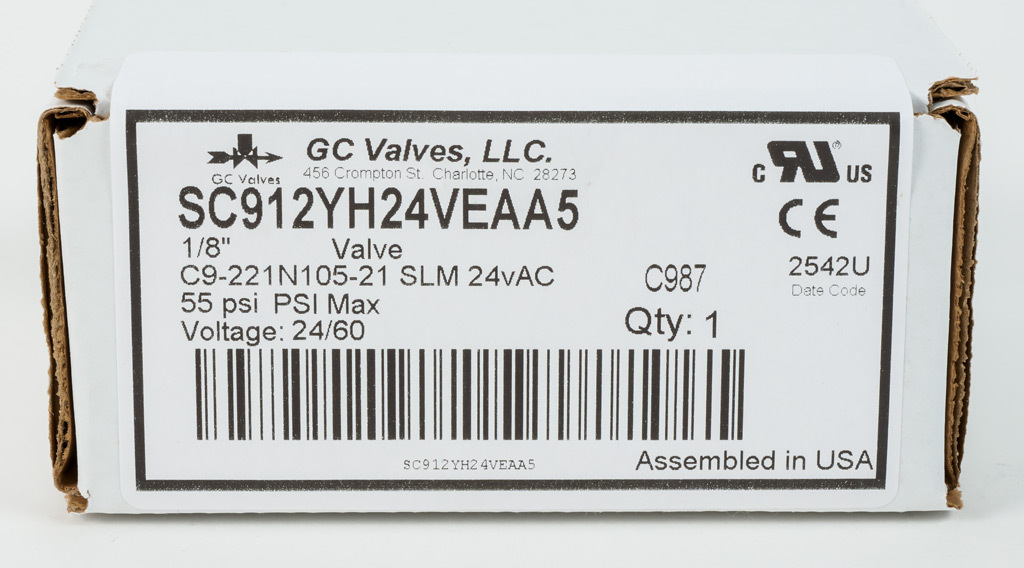 GC Valves
GC Valves, LLC.
456 Crompton St. Charlotte, NC 28273
SC912YH24VEAA5
1/8" Valve
C9-221N105-21 SLM 24vAC
55 psi PSI Max
Voltage: 24/60
C987
Qty: 1
C RU® US
CE
2542U
Date Code
SC912YH24VEAA5
Assembled in USA